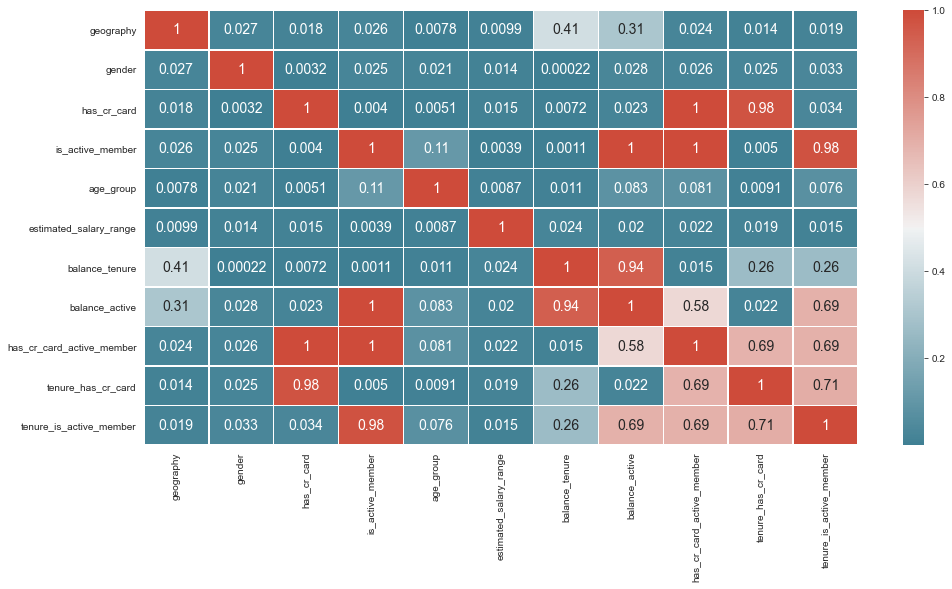 geography 1 0.027 0.018 0.026 0.0078 0.0099 0.41 0.31 0.024 0.014 0.019
gender 0.027 1 0.0032 0.025 0.021 0.014 0.00022 0.028 0.026 0.025 0.033
has_cr_card 0.018 0.0032 1 0.004 0.0051 0.015 0.0072 0.023 1 0.98 0.034
is_active_member 0.026 0.025 0.004 1 0.11 0.0039 0.0011 1 1 0.005 0.98
age_group 0.0078 0.021 0.0051 0.11 1 0.0087 0.011 0.083 0.081 0.0091 0.076
estimated_salary_range 0.0099 0.014 0.015 0.0039 0.0087 1 0.024 0.02 0.022 0.019 0.015
balance_tenure 0.41 0.00022 0.0072 0.0011 0.011 0.024 1 0.94 0.015 0.26 0.26
balance_active 0.31 0.028 0.023 1 0.083 0.02 0.94 1 0.58 0.022 0.69
has_cr_card_active_member 0.024 0.026 1 1 0.081 0.022 0.015 0.58 1 0.69 0.69
tenure_has_cr_card 0.014 0.025 0.98 0.005 0.0091 0.019 0.26 0.022 0.69 1 0.71
tenure_is_active_member 0.019 0.033 0.034 0.98 0.076 0.015 0.26 0.69 0.69 0.71 1
geography
gender
has_cr_card
is_active_member
age_group
estimated_salary_range
balance_tenure
balance_active
has_cr_card_active_member
tenure_has_cr_card
tenure_is_active_member
1.0
0.8
0.6
0.4
0.2